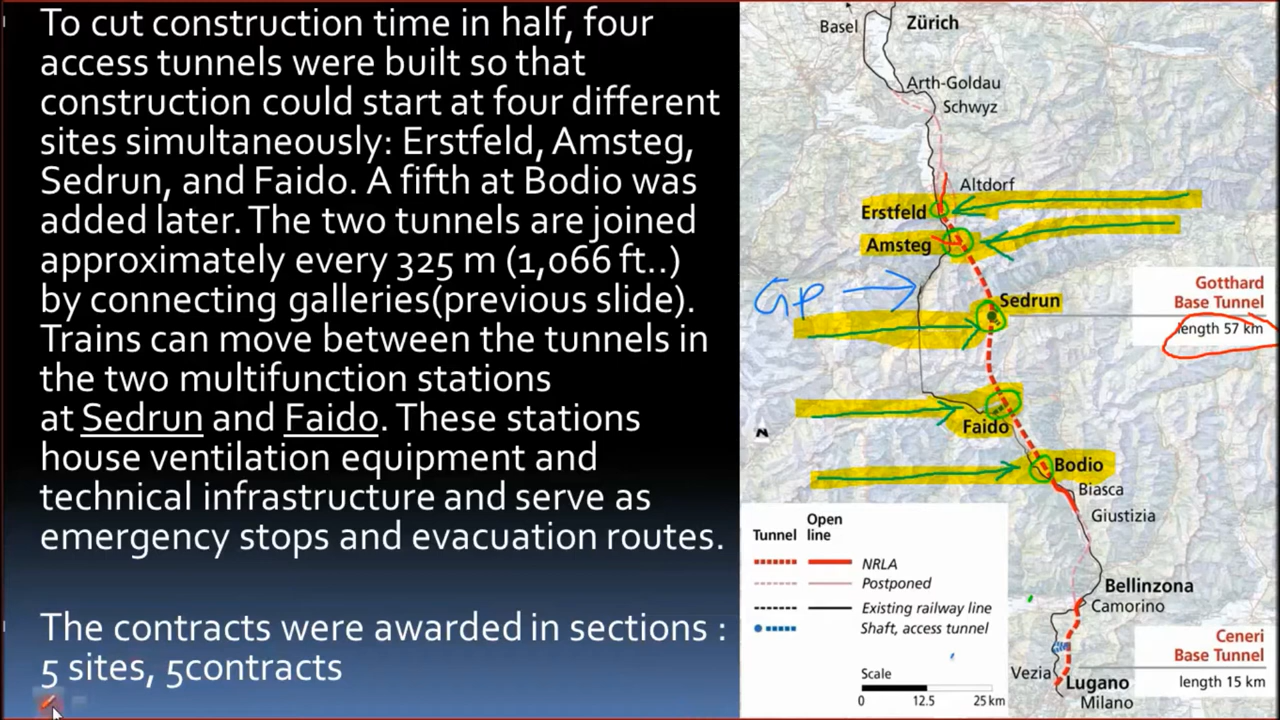 To cut construction time in half, four
access tunnels were built so that
construction could start at four different
sites simultaneously: Erstfeld, Amsteg,
Sedrun, and Faido. A fifth at Bodio was
added later. The two tunnels are joined
approximately every 325 m (1,066 ft..)
by connecting galleries(previous slide).
Trains can move between the tunnels in
the two multifunction stations
at Sedrun and Faido. These stations
house ventilation equipment and
technical infrastructure and serve as
emergency stops and evacuation routes.
The contracts were awarded in sections :
5 sites, 5contracts
Basel
Zürich
Arth-Goldau
Schwyz
Altdorf
Erstfeld
Amsteg
GP
Sedrun
Gotthard
Base Tunnel
length 57 km
Faido
N
Bodio
Biasca
Giustizia
Bellinzona
Camorino
Ceneri
Base Tunnel
length 15 km
Vezia
Lugano
Milano
Tunnel
Open
line
NRLA
Postponed
Existing railway line
Shaft, access tunnel
Scale
0 12.5 25 km